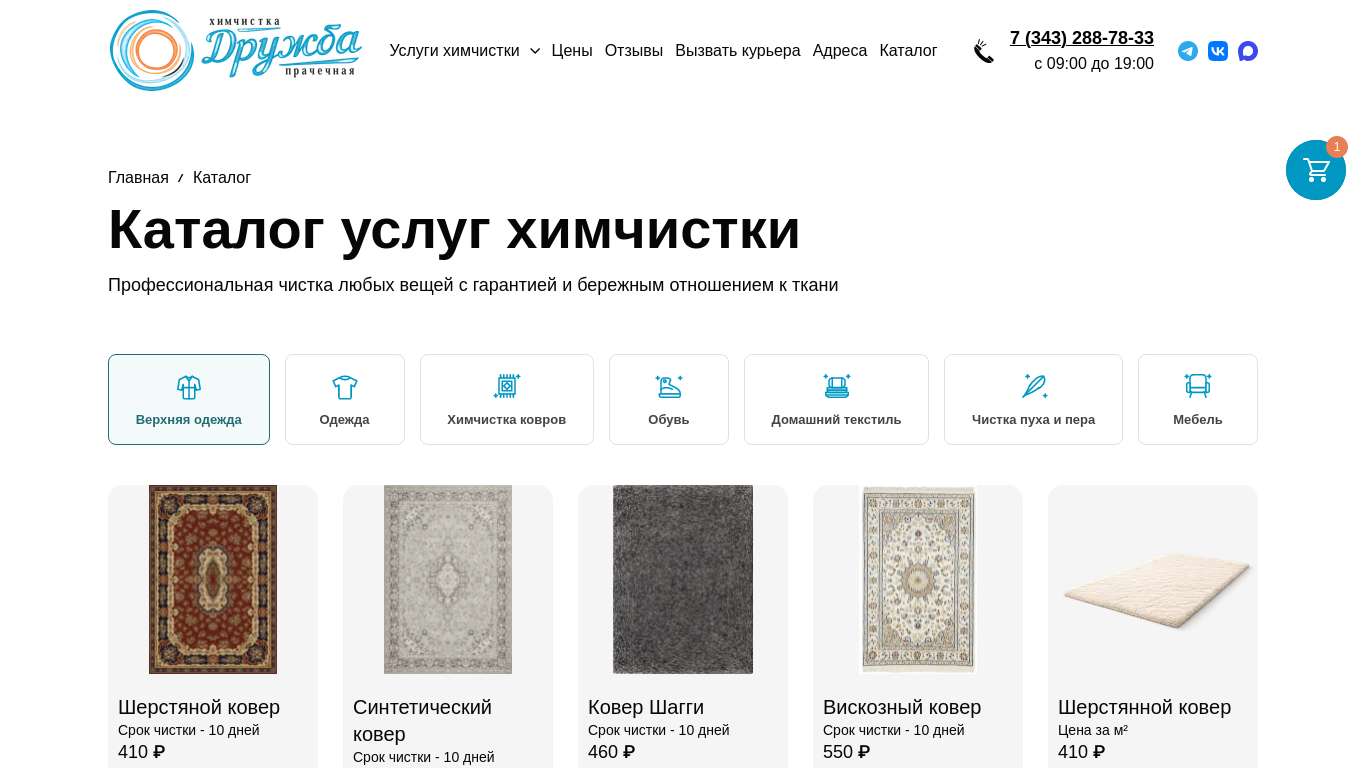 химчистка
Дружба
прачечная
Услуги химчистки
Цены
Отзывы
Вызвать курьера
Адреса
Каталог
7 (343) 288-78-33
с 09:00 до 19:00
1
Главная / Каталог
Каталог услуг химчистки
Профессиональная чистка любых вещей с гарантией и бережным отношением к ткани
Верхняя одежда
Одежда
Химчистка ковров
Обувь
Домашний текстиль
Чистка пуха и пера
Мебель
Шерстяной ковер
Срок чистки - 10 дней
410 ₽
Синтетический
ковер
Срок чистки - 10 дней
Ковер Шагги
Срок чистки - 10 дней
460 ₽
Вискозный ковер
Срок чистки - 10 дней
550 ₽
Шерстянной ковер
Цена за м²
410 ₽